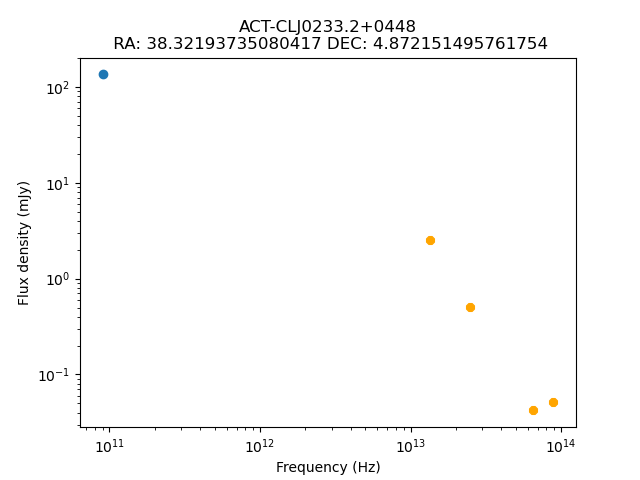 ACT-CLJ0233.2+0448
RA: 38.32193735080417 DEC: 4.872151495761754
Flux density (mJy)
10²
10¹
10⁰
10⁻¹
10¹¹
10¹²
10¹³
10¹⁴
Frequency (Hz)